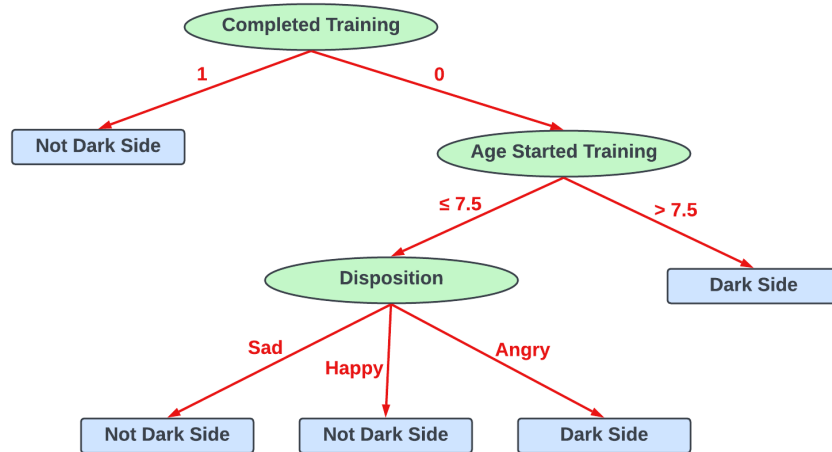 Completed Training
1
0
Not Dark Side
Age Started Training
≤ 7.5
> 7.5
Disposition
Dark Side
Sad
Happy
Angry
Not Dark Side
Not Dark Side
Dark Side